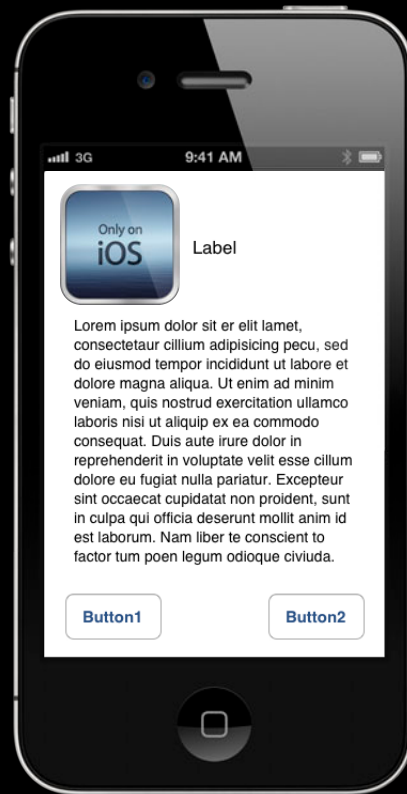 3G 9:41 AM
Only on
iOS
Label
Lorem ipsum dolor sit er elit lamet,
consectetaur cillium adipisicing pecu, sed
do eiusmod tempor incididunt ut labore et
dolore magna aliqua. Ut enim ad minim
veniam, quis nostrud exercitation ullamco
laboris nisi ut aliquip ex ea commodo
consequat. Duis aute irure dolor in
reprehenderit in voluptate velit esse cillum
dolore eu fugiat nulla pariatur. Excepteur
sint occaecat cupidatat non proident, sunt
in culpa qui officia deserunt mollit anim id
est laborum. Nam liber te conscient to
factor tum poen legum odioque civiuda.
Button1 Button2